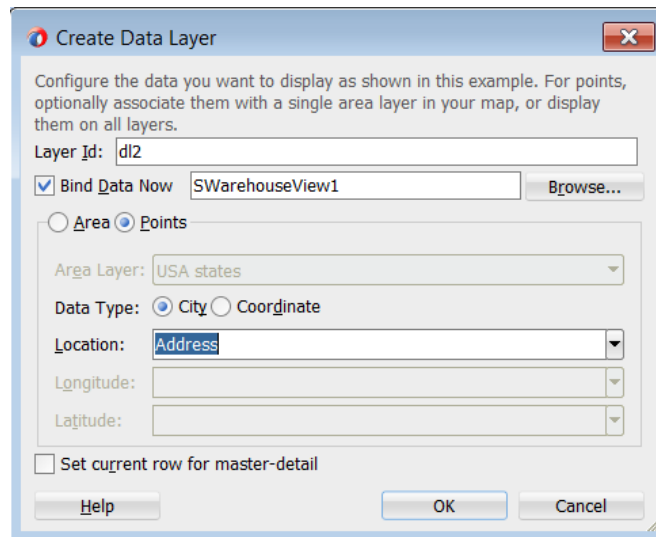 Create Data Layer
Configure the data you want to display as shown in this example. For points,
optionally associate them with a single area layer in your map, or display
them on all layers.
Layer Id: dl2
Bind Data Now SWarehouseView1 Browse...
Area Points
Area Layer: USA states
Data Type: City Coordinate
Location: Address
Longitude:
Latitude:
Set current row for master-detail
Help OK Cancel